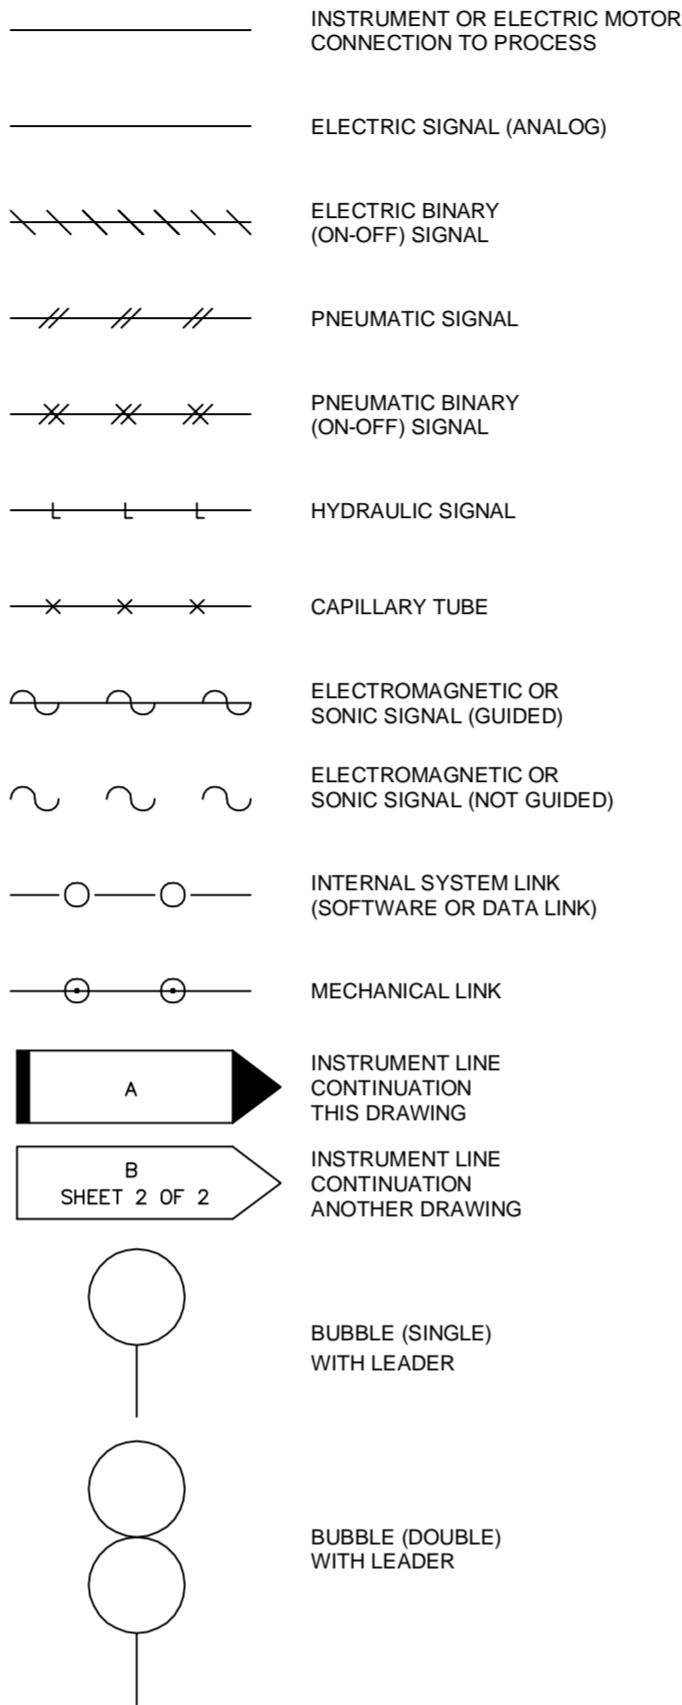 INSTRUMENT OR ELECTRIC MOTOR
CONNECTION TO PROCESS
ELECTRIC SIGNAL (ANALOG)
ELECTRIC BINARY
(ON-OFF) SIGNAL
PNEUMATIC SIGNAL
PNEUMATIC BINARY
(ON-OFF) SIGNAL
L L L
HYDRAULIC SIGNAL
CAPILLARY TUBE
ELECTROMAGNETIC OR
SONIC SIGNAL (GUIDED)
ELECTROMAGNETIC OR
SONIC SIGNAL (NOT GUIDED)
INTERNAL SYSTEM LINK
(SOFTWARE OR DATA LINK)
MECHANICAL LINK
A
INSTRUMENT LINE
CONTINUATION
THIS DRAWING
B
SHEET 2 OF 2
INSTRUMENT LINE
CONTINUATION
ANOTHER DRAWING
BUBBLE (SINGLE)
WITH LEADER
BUBBLE (DOUBLE)
WITH LEADER